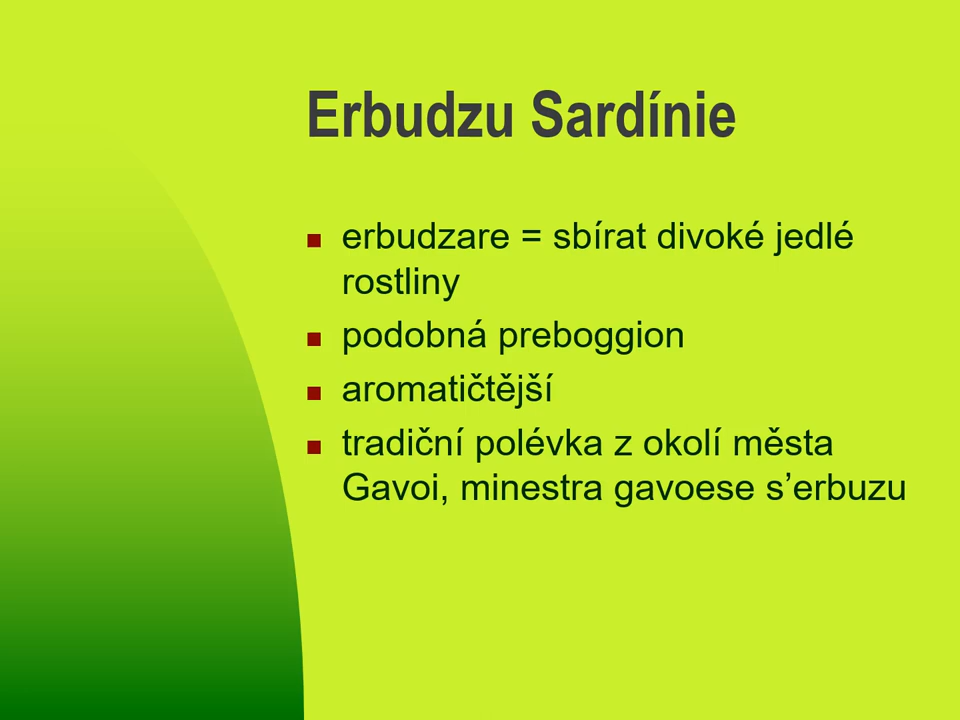 Erbudzu Sardínie
erbudzare = sbírat divoké jedlé
rostliny
podobná preboggion
aromatičtější
tradiční polévka z okolí města
Gavoi, minestra gavoese s’erbuzu